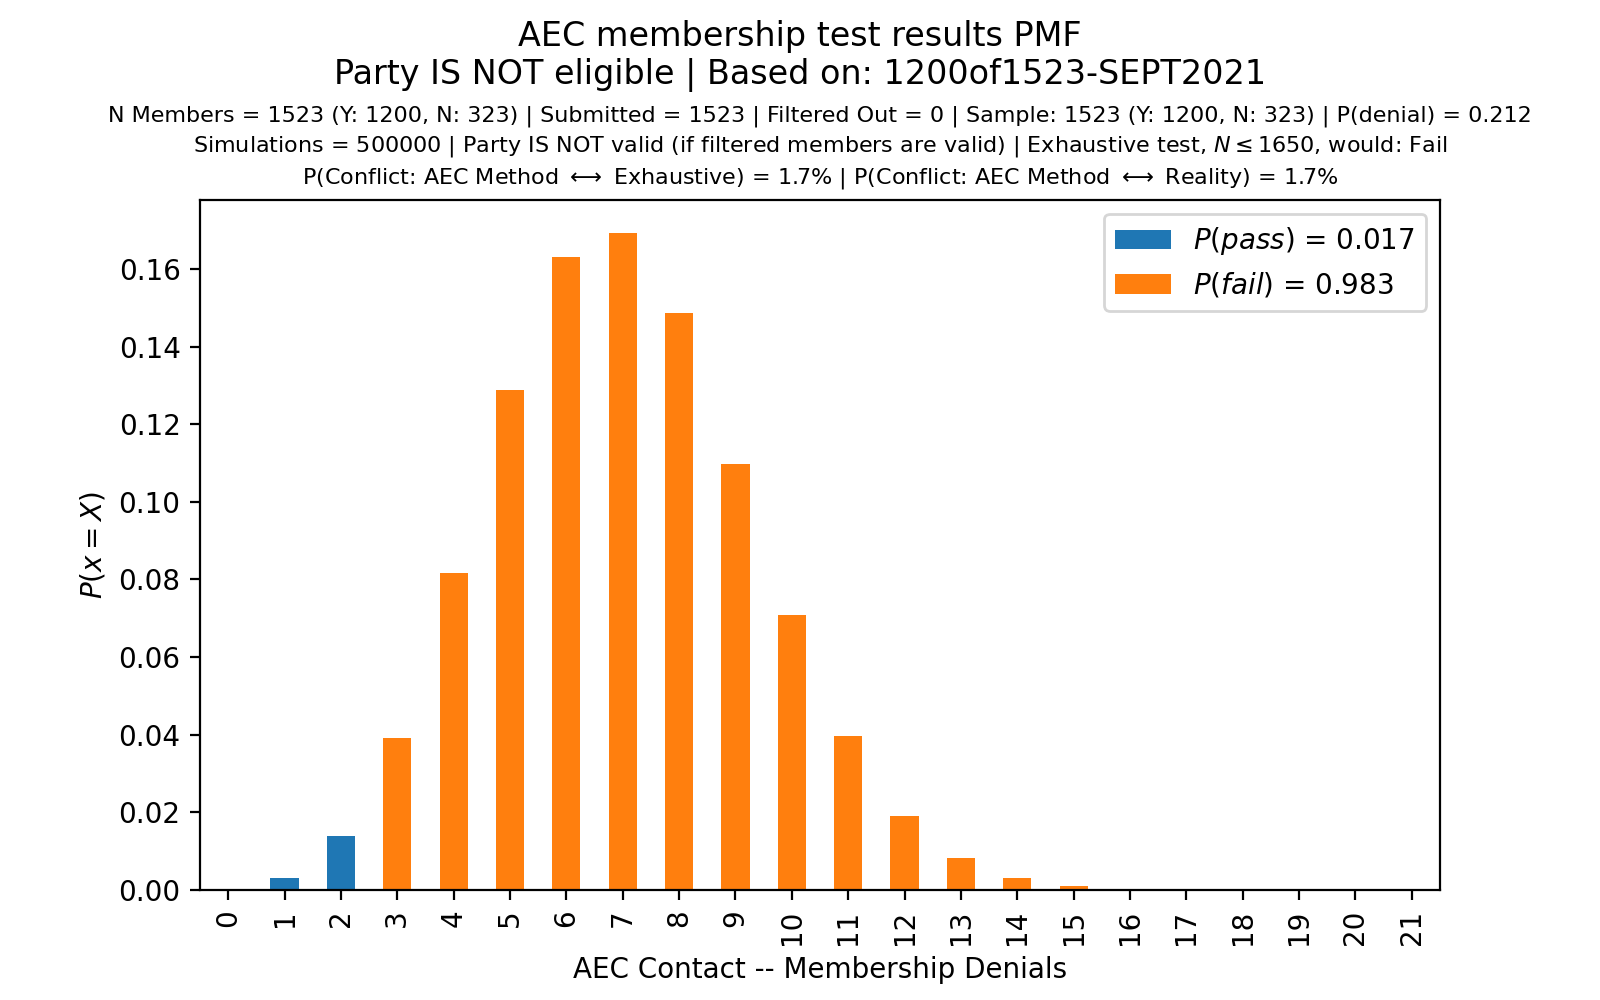 AEC membership test results PMF
Party IS NOT eligible | Based on: 1200of1523-SEPT2021
N Members = 1523 (Y: 1200, N: 323) | Submitted = 1523 | Filtered Out = 0 | Sample: 1523 (Y: 1200, N: 323) | P(denial) = 0.212
Simulations = 500000 | Party IS NOT valid (if filtered members are valid) | Exhaustive test, N ≤ 1650, would: Fail
P(Conflict: AEC Method ⟷ Exhaustive) = 1.7% | P(Conflict: AEC Method ⟷ Reality) = 1.7%
P(pass) = 0.017
P(fail) = 0.983
P(x = X)
0.16
0.14
0.12
0.10
0.08
0.06
0.04
0.02
0.00
0 1 2 3 4 5 6 7 8 9 10 11 12 13 14 15 16 17 18 19 20 21
AEC Contact -- Membership Denials